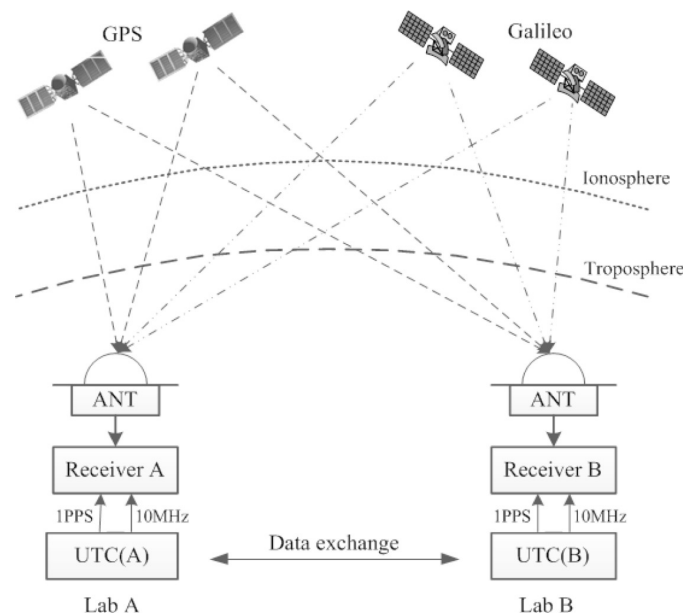 GPS
Galileo
Ionosphere
Troposphere
ANT
ANT
Receiver A
Receiver B
1PPS
10MHz
1PPS
10MHz
UTC(A)
Data exchange
UTC(B)
Lab A
Lab B